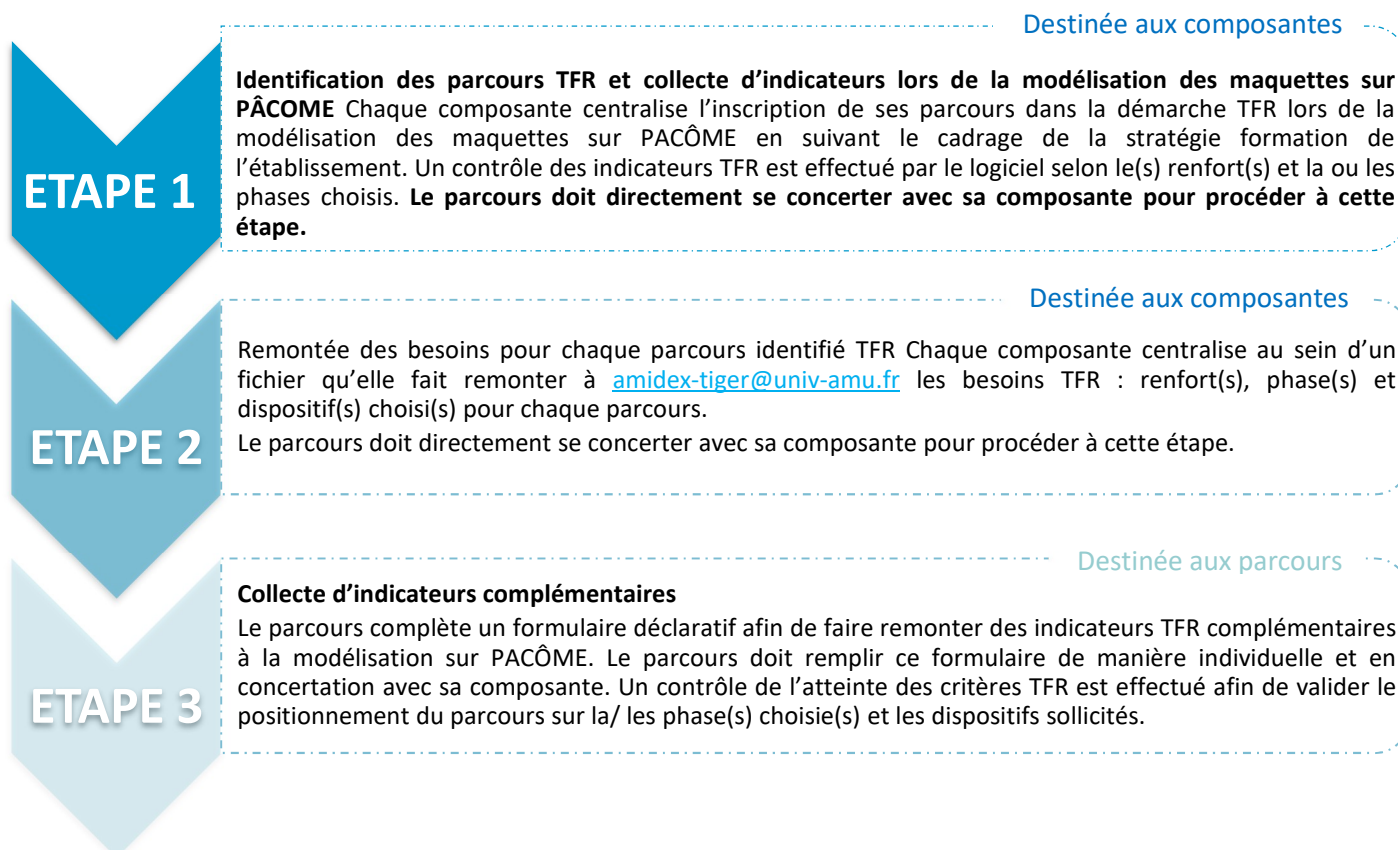 Destinée aux composantes
Identification des parcours TFR et collecte d’indicateurs lors de la modélisation des maquettes sur
PÂCOME Chaque composante centralise l’inscription de ses parcours dans la démarche TFR lors de la
modélisation des maquettes sur PACÔME en suivant le cadrage de la stratégie formation de
l’établissement. Un contrôle des indicateurs TFR est effectué par le logiciel selon le(s) renfort(s) et la ou les
phases choisis. Le parcours doit directement se concerter avec sa composante pour procéder à cette
étape.
ETAPE 1
Destinée aux composantes
Remontée des besoins pour chaque parcours identifié TFR Chaque composante centralise au sein d’un
fichier qu’elle fait remonter à amidex-tiger@univ-amu.fr les besoins TFR : renfort(s), phase(s) et
dispositif(s) choisi(s) pour chaque parcours.
Le parcours doit directement se concerter avec sa composante pour procéder à cette étape.
ETAPE 2
Destinée aux parcours
Collecte d’indicateurs complémentaires
Le parcours complète un formulaire déclaratif afin de faire remonter des indicateurs TFR complémentaires
à la modélisation sur PACÔME. Le parcours doit remplir ce formulaire de manière individuelle et en
concertation avec sa composante. Un contrôle de l’atteinte des critères TFR est effectué afin de valider le
positionnement du parcours sur la/ les phase(s) choisie(s) et les dispositifs sollicités.
ETAPE 3